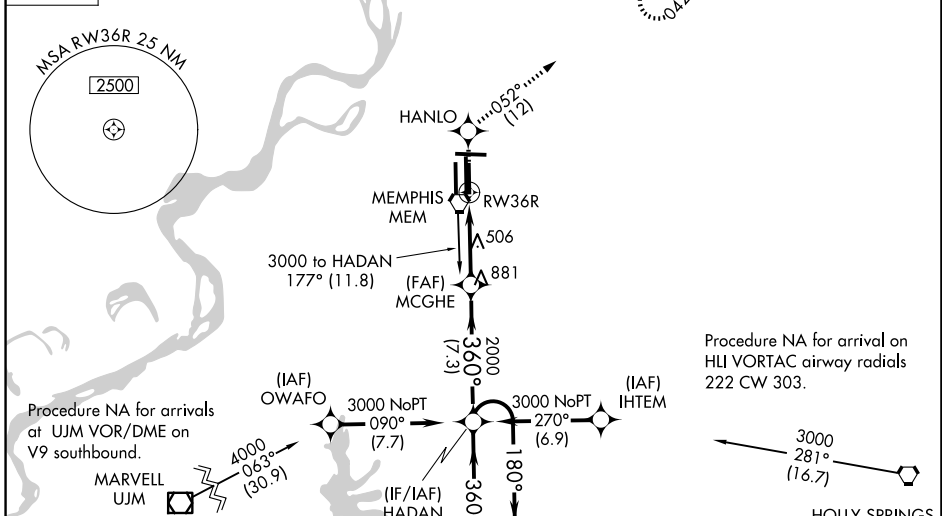 MSA RW36R 25 NM
2500
042
052°
(12)
HANLO
MEMPHIS
MEM
RW36R
506
3000 to HADAN
177° (11.8)
881
(FAF)
MCGHE
2000
360°
(7.3)
Procedure NA for arrival on
HLI VORTAC airway radials
222 CW 303.
(IAF)
OWAFO
3000 NoPT
090°
(7.7)
3000 NoPT
270°
(6.9)
(IAF)
IHTEM
Procedure NA for arrivals
at UJM VOR/DME on
V9 southbound.
MARVELL
UJM
4000
063°
(30.9)
(IF/IAF)
HADAN
360
180°
3000
281°
(16.7)
HOLLY SPRINGS